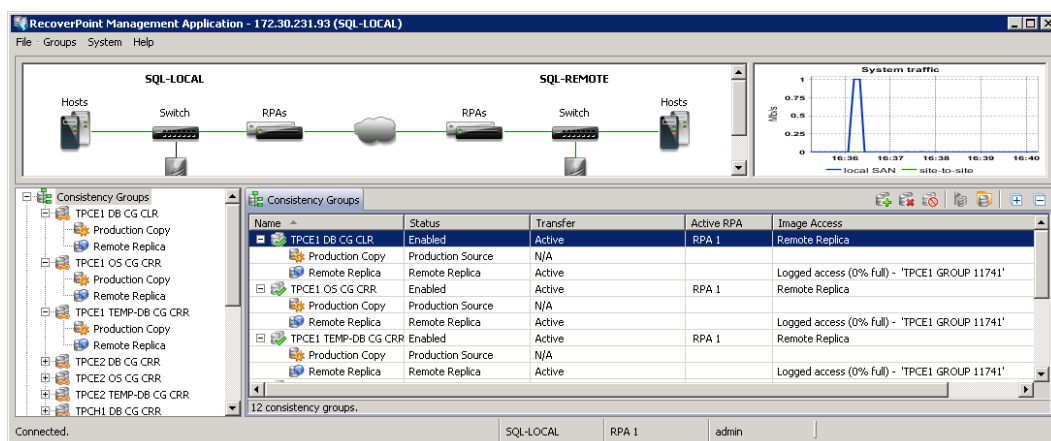 RecoverPoint Management Application - 172.30.231.93 (SQL-LOCAL)
File Groups System Help
SQL-LOCAL
SQL-REMOTE
Hosts
Switch
RPAs
RPAs
Switch
Hosts
System traffic
Mb/s
1
0.75
0.5
0.25
0
16:36 16:37 16:38 16:39 16:40
local SAN site-to-site
Consistency Groups
TPCE1 DB CG CLR
Production Copy
Remote Replica
TPCE1 OS CG CRR
Production Copy
Remote Replica
TPCE1 TEMP-DB CG CRR
Production Copy
Remote Replica
TPCE2 DB CG CRR
TPCE2 OS CG CRR
TPCE2 TEMP-DB CG CRR
TPCH1 DB CG CRR
Consistency Groups
Name Status Transfer Active RPA Image Access
TPCE1 DB CG CLR Enabled Active RPA 1 Remote Replica
Production Copy Production Source N/A
Remote Replica Remote Replica Active Logged access (0% full) - 'TPCE1 GROUP 11741'
TPCE1 OS CG CRR Enabled Active RPA 1 Remote Replica
Production Copy Production Source N/A
Remote Replica Remote Replica Active Logged access (0% full) - 'TPCE1 GROUP 11741'
TPCE1 TEMP-DB CG CRR Enabled Active RPA 1 Remote Replica
Production Copy Production Source N/A
Remote Replica Remote Replica Active Logged access (0% full) - 'TPCE1 GROUP 11741'
12 consistency groups.
Connected. SQL-LOCAL RPA 1 admin